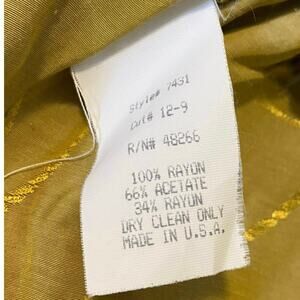 Style# 7431
Cut# 12-9
R/N# 48266
100% RAYON
66% ACETATE
34% RAYON
DRY CLEAN ONLY
MADE IN U.S.A.